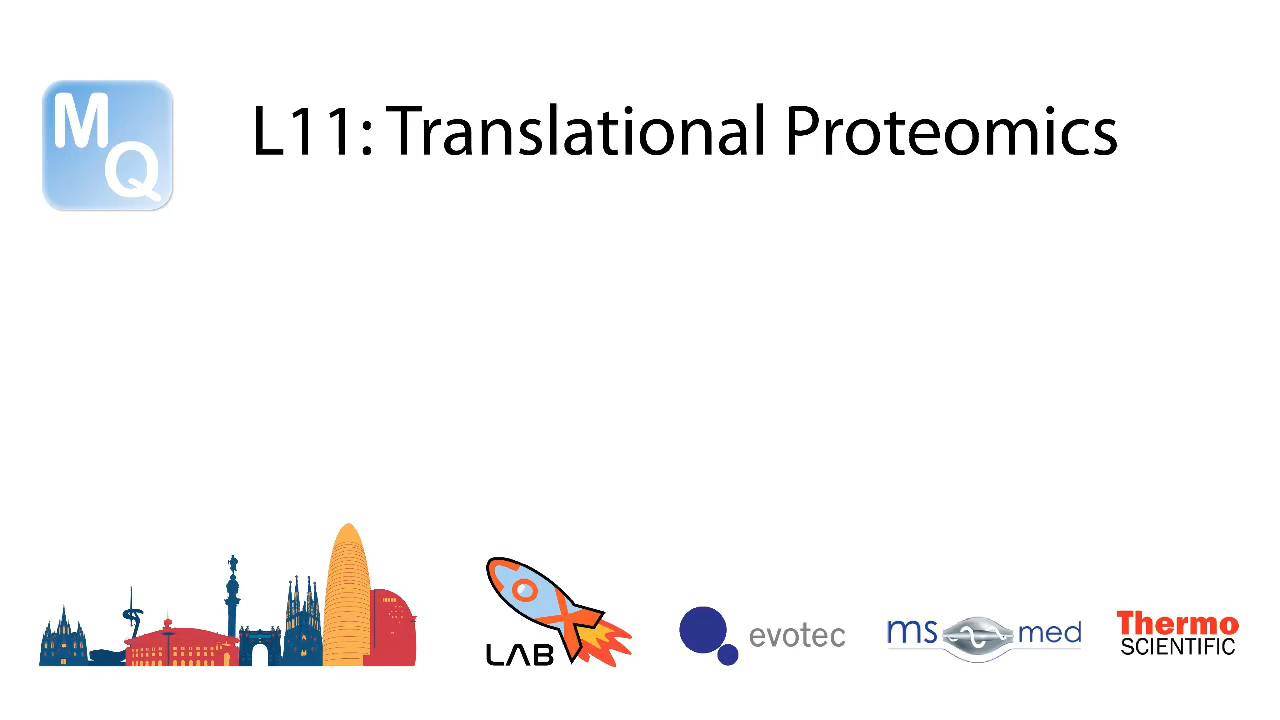 MQ
L11: Translational Proteomics
LAB
evotec
ms med
Thermo
SCIENTIFIC